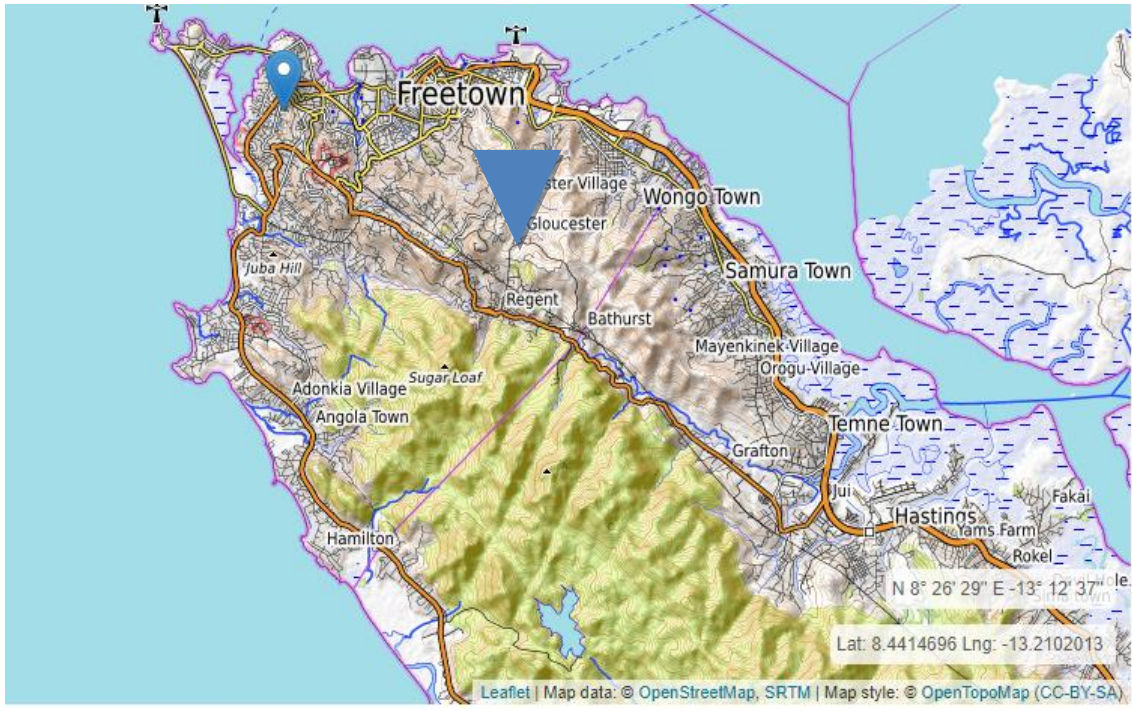 Freetown
ster Village
Wongo Town
Gloucester
Juba Hill
Samura Town
Regent
Bathurst
Mayenkinek Village
Orogu-Village
Sugar Loaf
Adonkia Village
Angola Town
Temne Town
Grafton
Jui
Fakai
Hastings
Yams Farm
Hamilton
Rokel
N 8° 26' 29" E -13° 12' 37"
Lat: 8.4414696 Lng: -13.2102013
Leaflet | Map data: © OpenStreetMap, SRTM | Map style: © OpenTopoMap (CC-BY-SA)